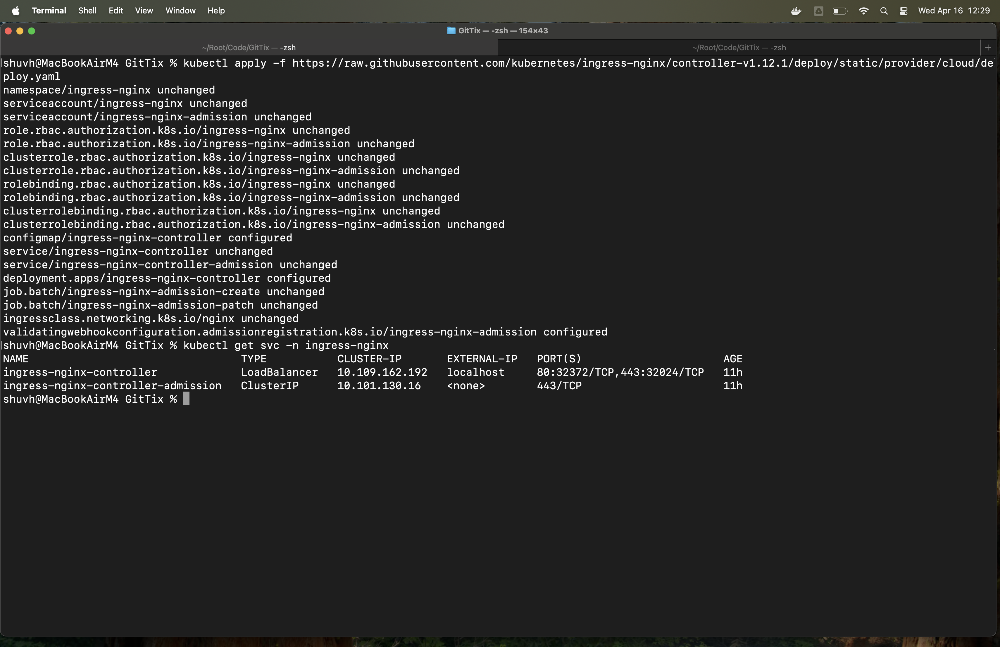 Terminal Shell Edit View Window Help Wed Apr 16 12:29
GitTix — -zsh — 154×43
~/Root/Code/GitTix — -zsh ~/Root/Code/GitTix — -zsh +
[shuvh@MacBookAirM4 GitTix % kubectl apply -f https://raw.githubusercontent.com/kubernetes/ingress-nginx/controller-v1.12.1/deploy/static/provider/cloud/de]
ploy.yaml
namespace/ingress-nginx unchanged
serviceaccount/ingress-nginx unchanged
serviceaccount/ingress-nginx-admission unchanged
role.rbac.authorization.k8s.io/ingress-nginx unchanged
role.rbac.authorization.k8s.io/ingress-nginx-admission unchanged
clusterrole.rbac.authorization.k8s.io/ingress-nginx unchanged
clusterrole.rbac.authorization.k8s.io/ingress-nginx-admission unchanged
rolebinding.rbac.authorization.k8s.io/ingress-nginx unchanged
rolebinding.rbac.authorization.k8s.io/ingress-nginx-admission unchanged
clusterrolebinding.rbac.authorization.k8s.io/ingress-nginx unchanged
clusterrolebinding.rbac.authorization.k8s.io/ingress-nginx-admission unchanged
configmap/ingress-nginx-controller configured
service/ingress-nginx-controller unchanged
service/ingress-nginx-controller-admission unchanged
deployment.apps/ingress-nginx-controller configured
job.batch/ingress-nginx-admission-create unchanged
job.batch/ingress-nginx-admission-patch unchanged
ingressclass.networking.k8s.io/nginx unchanged
validatingwebhookconfiguration.admissionregistration.k8s.io/ingress-nginx-admission configured
[shuvh@MacBookAirM4 GitTix % kubectl get svc -n ingress-nginx ]
NAME TYPE CLUSTER-IP EXTERNAL-IP PORT(S) AGE
ingress-nginx-controller LoadBalancer 10.109.162.192 localhost 80:32372/TCP,443:32024/TCP 11h
ingress-nginx-controller-admission ClusterIP 10.101.130.16 <none> 443/TCP 11h
shuvh@MacBookAirM4 GitTix %